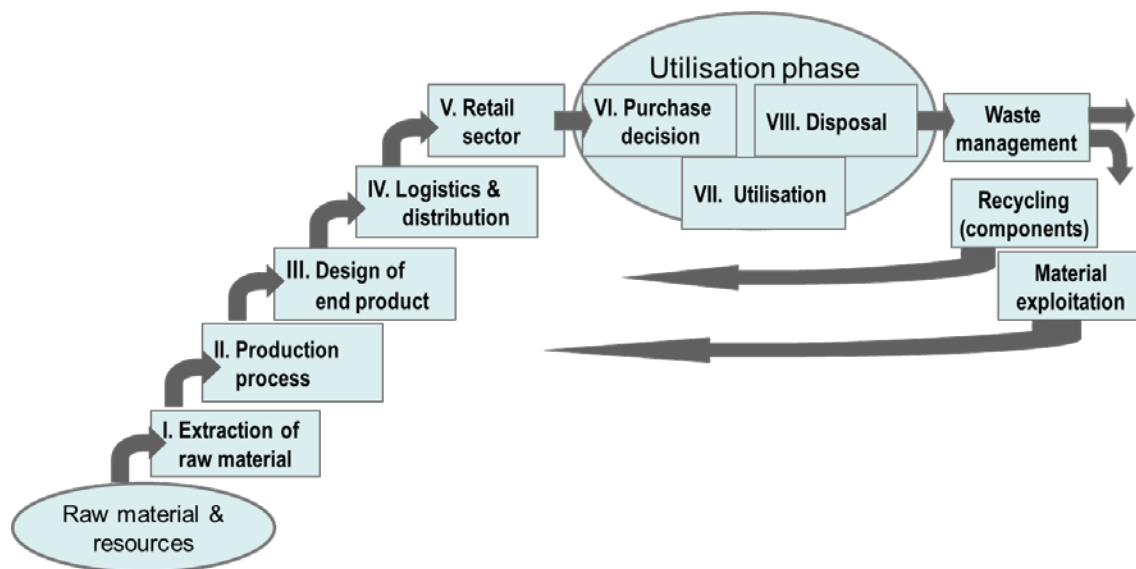 Utilisation phase
V. Retail
sector
VI. Purchase
decision
VIII. Disposal
Waste
management
IV. Logistics &
distribution
VII. Utilisation
Recycling
(components)
III. Design of
end product
Material
exploitation
II. Production
process
I. Extraction of
raw material
Raw material &
resources